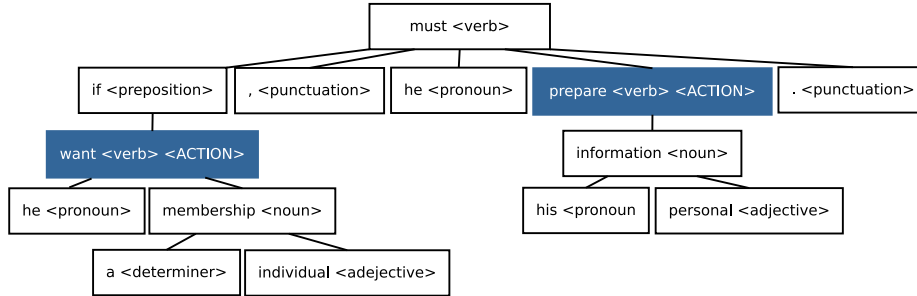 must <verb>
if <preposition>
, <punctuation>
he <pronoun>
prepare <verb> <ACTION>
. <punctuation>
want <verb> <ACTION>
information <noun>
he <pronoun>
membership <noun>
his <pronoun
personal <adjective>
a <determiner>
individual <adejective>